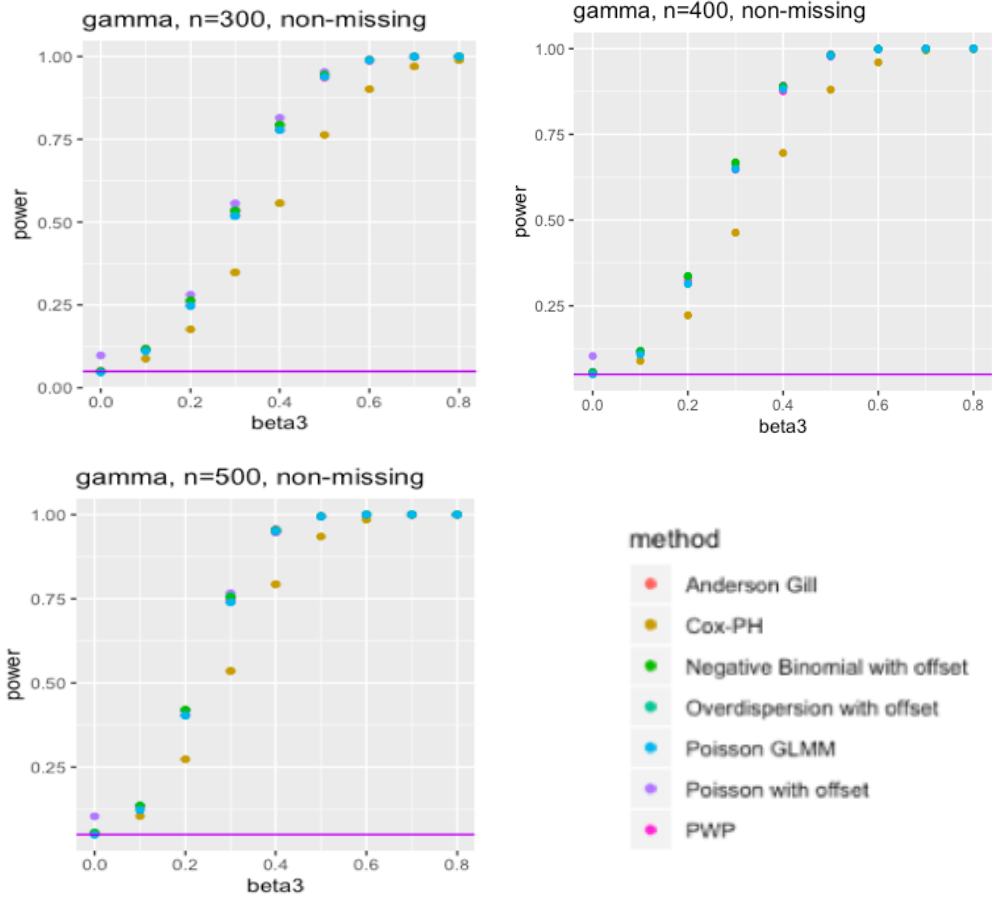 gamma, n=300, non-missing
power
1.00
0.75
0.50
0.25
0.00
0.0 0.2 0.4 0.6 0.8
beta3
gamma, n=400, non-missing
power
1.00
0.75
0.50
0.25
0.0 0.2 0.4 0.6 0.8
beta3
gamma, n=500, non-missing
power
1.00
0.75
0.50
0.25
0.0 0.2 0.4 0.6 0.8
beta3
method
Anderson Gill
Cox-PH
Negative Binomial with offset
Overdispersion with offset
Poisson GLMM
Poisson with offset
PWP